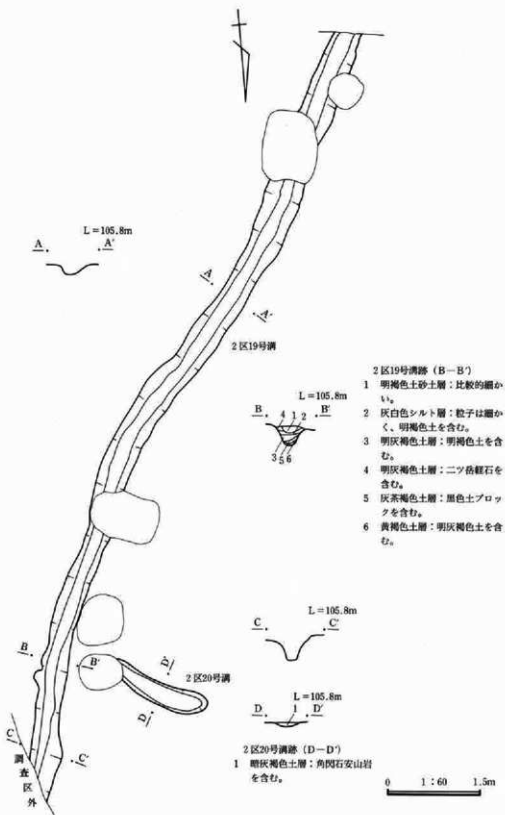 L=105.8m
A A'
A
A'
2区19号溝
2区19号溝跡（B－B'）
1 明褐色土砂土層：比較的細か
い。
2 灰白色シルト層：粒子は細か
く、明褐色土を含む。
3 明灰褐色土層：明褐色土を含
む。
4 明灰褐色土層：二ツ岳軽石を
含む。
5 灰茶褐色土層：黒色土ブロッ
クを含む。
6 黄褐色土層：明灰褐色土を含
む。
L=105.8m
B B'
4 1 2
3 5 6
L=105.8m
C C'
B
B'
D'
2区20号溝
D
L=105.8m
D 1 D'
C
C'
調査区外
2区20号溝跡（D－D'）
1 暗灰褐色土層：角閃石安山岩
を含む。
0 1:60 1.5m